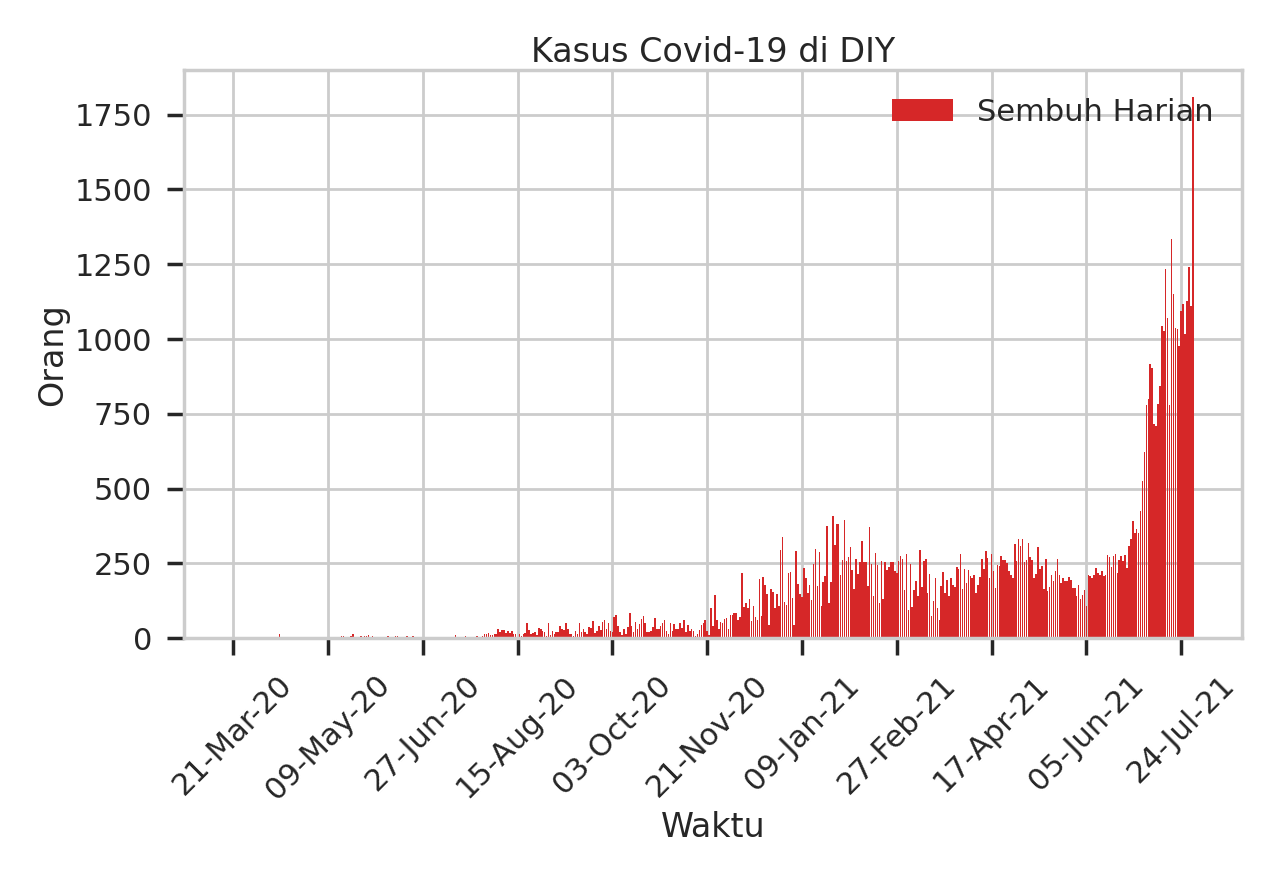 Kasus Covid-19 di DIY
Sembuh Harian
1750
1500
1250
1000
750
500
250
0
Orang
21-Mar-20
09-May-20
27-Jun-20
15-Aug-20
03-Oct-20
21-Nov-20
09-Jan-21
27-Feb-21
17-Apr-21
05-Jun-21
24-Jul-21
Waktu